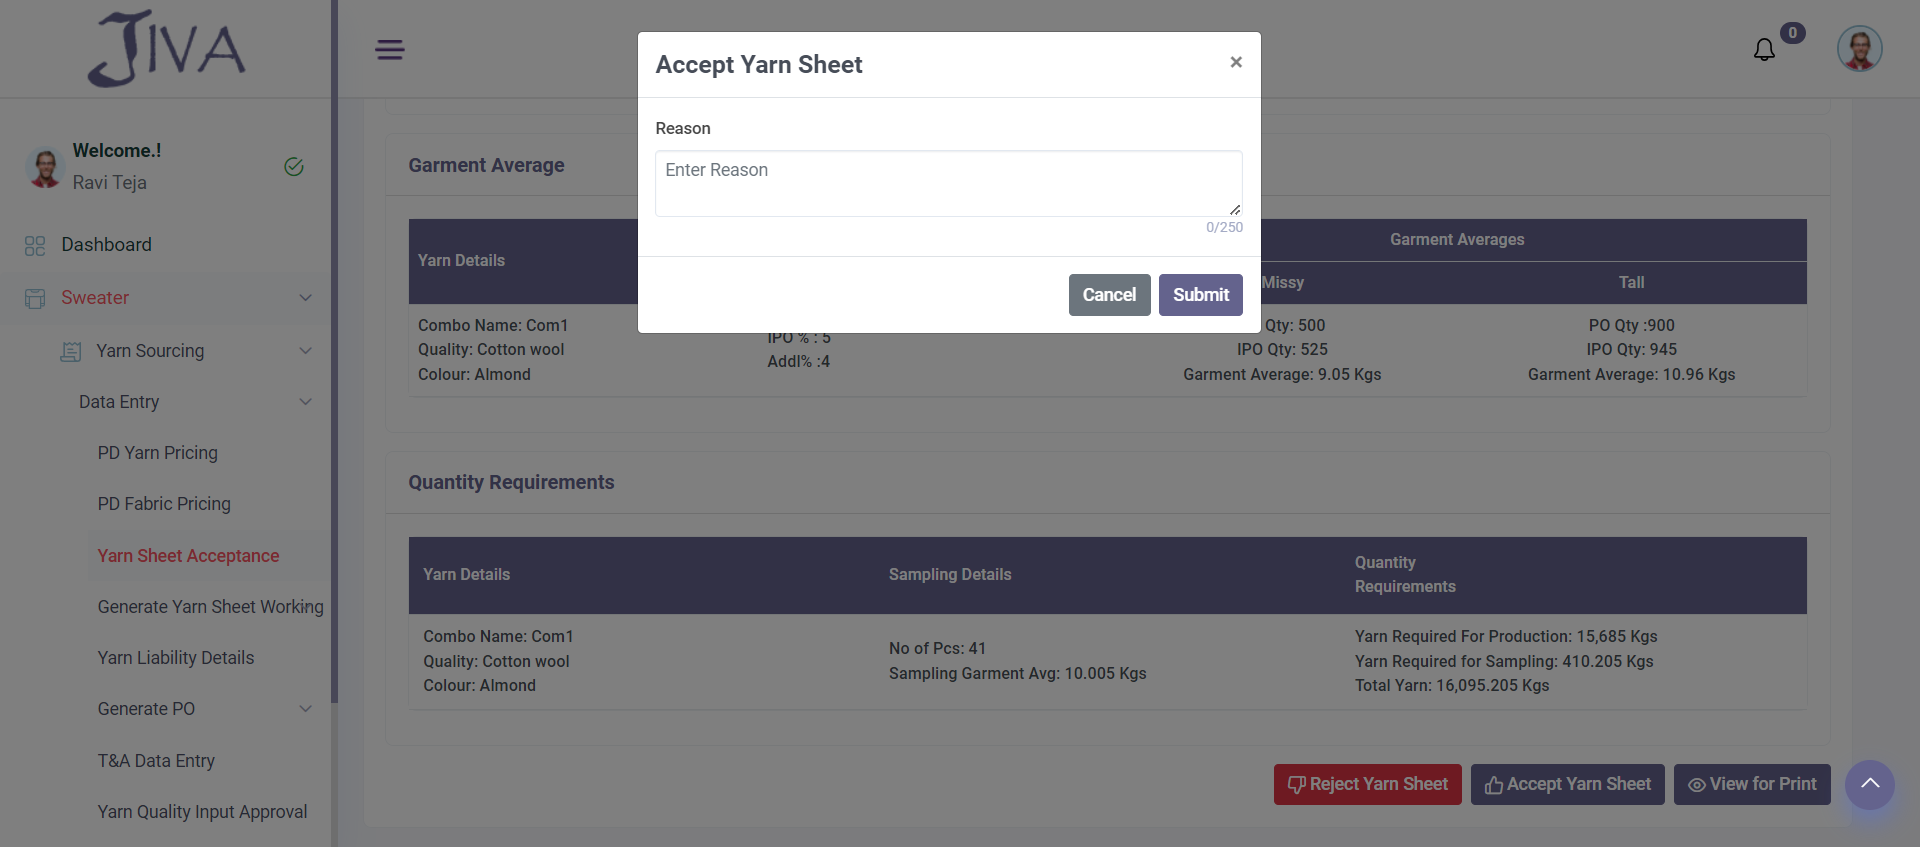 JIVA
0
Welcome.!
Ravi Teja
Dashboard
Sweater
Yarn Sourcing
Data Entry
PD Yarn Pricing
PD Fabric Pricing
Yarn Sheet Acceptance
Generate Yarn Sheet Working
Yarn Liability Details
Generate PO
T&A Data Entry
Yarn Quality Input Approval
Accept Yarn Sheet
×
Reason
Enter Reason
0/250
Cancel
Submit
Garment Average
Yarn Details
Garment Averages
Missy
Tall
Combo Name: Com1
Quality: Cotton wool
Colour: Almond
IPO % : 5
Addl% :4
Qty: 500
IPO Qty: 525
Garment Average: 9.05 Kgs
PO Qty :900
IPO Qty: 945
Garment Average: 10.96 Kgs
Quantity Requirements
Yarn Details
Sampling Details
Quantity
Requirements
Combo Name: Com1
Quality: Cotton wool
Colour: Almond
No of Pcs: 41
Sampling Garment Avg: 10.005 Kgs
Yarn Required For Production: 15,685 Kgs
Yarn Required for Sampling: 410.205 Kgs
Total Yarn: 16,095.205 Kgs
Reject Yarn Sheet
Accept Yarn Sheet
View for Print